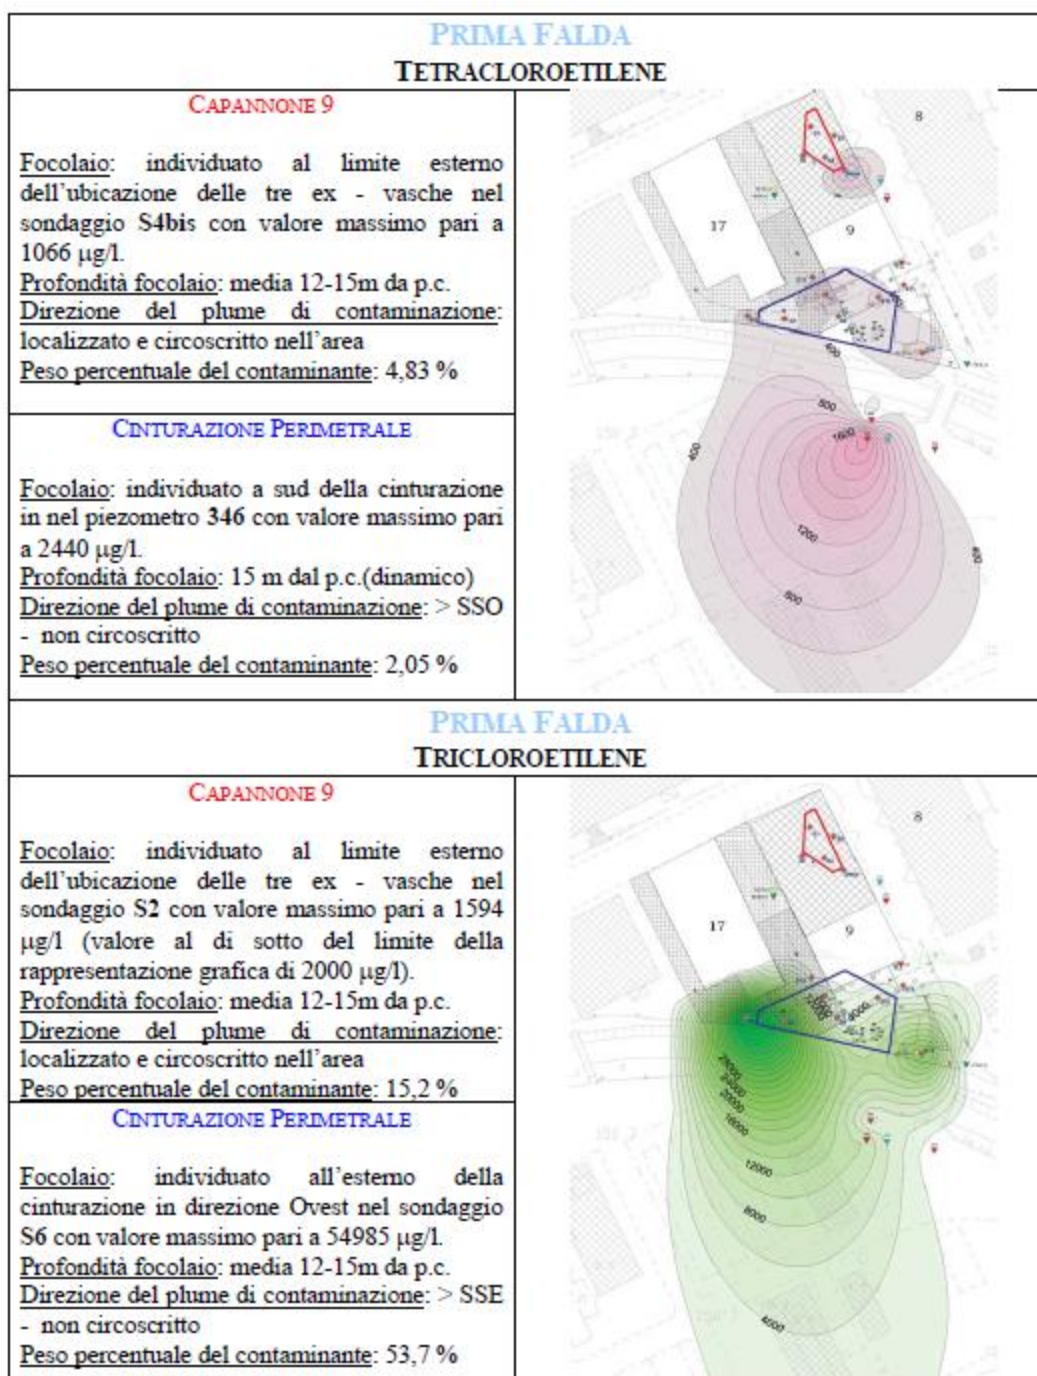 PRIMA FALDA
TETRACLOROETILENE
CAPANNONE 9
Focolaio: individuato al limite esterno
dell'ubicazione delle tre ex - vasche nel
sondaggio S4bis con valore massimo pari a
1066 µg/l.
Profondità focolaio: media 12-15m da p.c.
Direzione del plume di contaminazione:
localizzato e circoscritto nell'area
Peso percentuale del contaminante: 4,83 %
CINTURAZIONE PERIMETRALE
Focolaio: individuato a sud della cinturazione
in nel piezometro 346 con valore massimo pari
a 2440 µg/l.
Profondità focolaio: 15 m dal p.c.(dinamico)
Direzione del plume di contaminazione: > SSO
- non circoscritto
Peso percentuale del contaminante: 2,05 %
8
17
9
400
800
1600
400
1200
800
400
PRIMA FALDA
TRICLOROETILENE
CAPANNONE 9
Focolaio: individuato al limite esterno
dell'ubicazione delle tre ex - vasche nel
sondaggio S2 con valore massimo pari a 1594
µg/l (valore al di sotto del limite della
rappresentazione grafica di 2000 µg/l).
Profondità focolaio: media 12-15m da p.c.
Direzione del plume di contaminazione:
localizzato e circoscritto nell'area
Peso percentuale del contaminante: 15,2 %
CINTURAZIONE PERIMETRALE
Focolaio: individuato all'esterno della
cinturazione in direzione Ovest nel sondaggio
S6 con valore massimo pari a 54985 µg/l.
Profondità focolaio: media 12-15m da p.c.
Direzione del plume di contaminazione: > SSE
- non circoscritto
Peso percentuale del contaminante: 53,7 %
8
17
9
28000
24000
20000
16000
12000
8000
4000